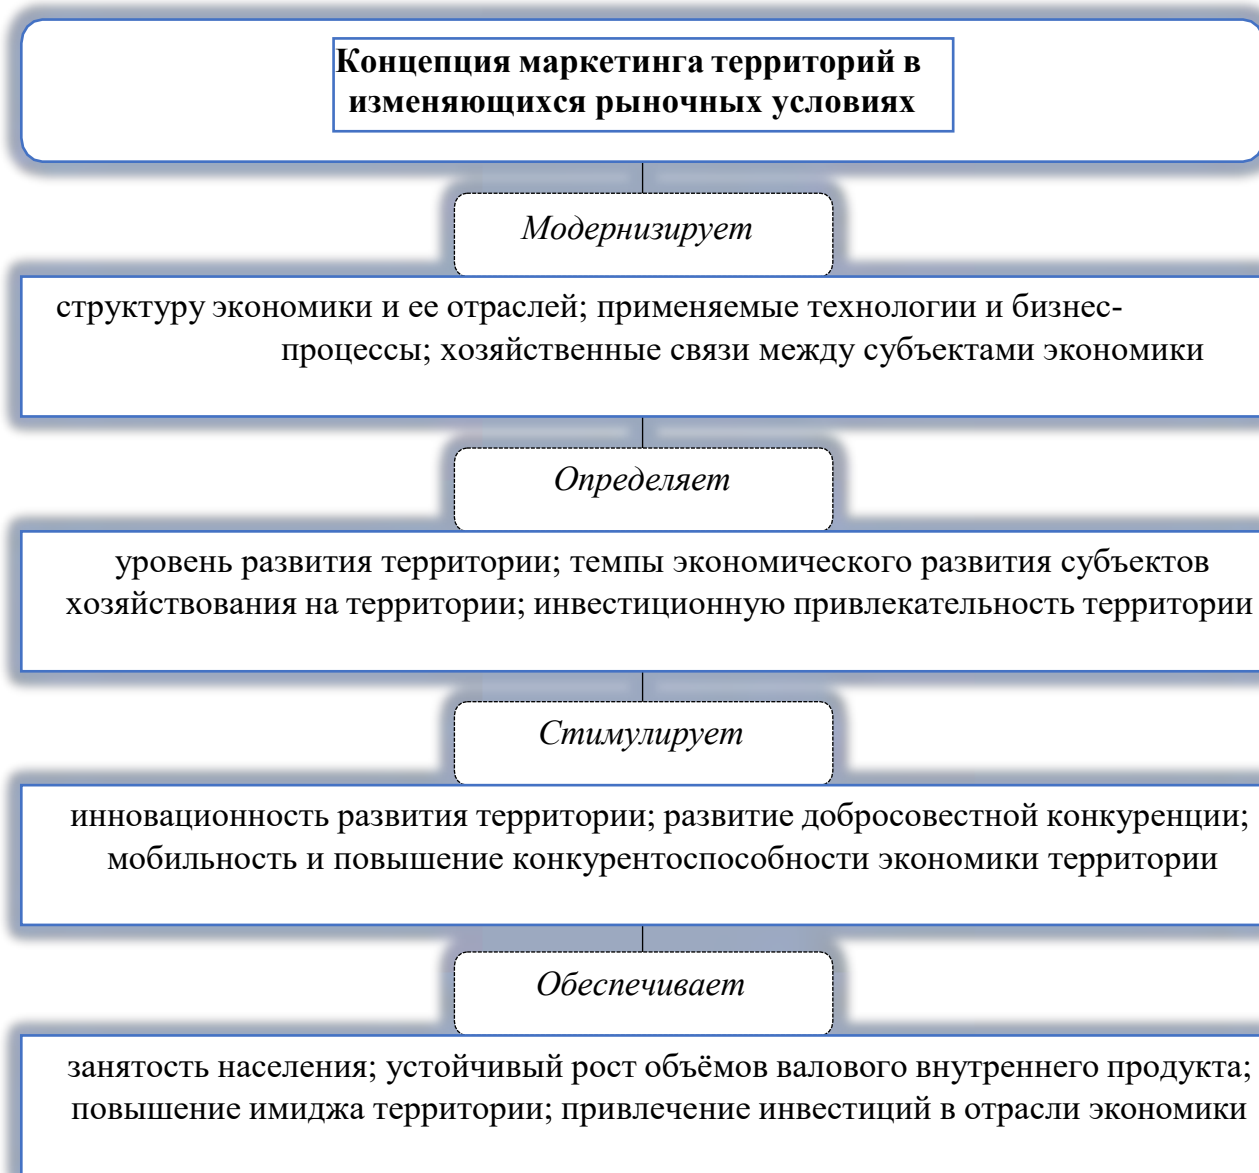 Концепция маркетинга территорий в
изменяющихся рыночных условиях
Модернизирует
структуру экономики и ее отраслей; применяемые технологии и бизнес-
процессы; хозяйственные связи между субъектами экономики
Определяет
уровень развития территории; темпы экономического развития субъектов
хозяйствования на территории; инвестиционную привлекательность территории
Стимулирует
инновационность развития территории; развитие добросовестной конкуренции;
мобильность и повышение конкурентоспособности экономики территории
Обеспечивает
занятость населения; устойчивый рост объёмов валового внутреннего продукта;
повышение имиджа территории; привлечение инвестиций в отрасли экономики